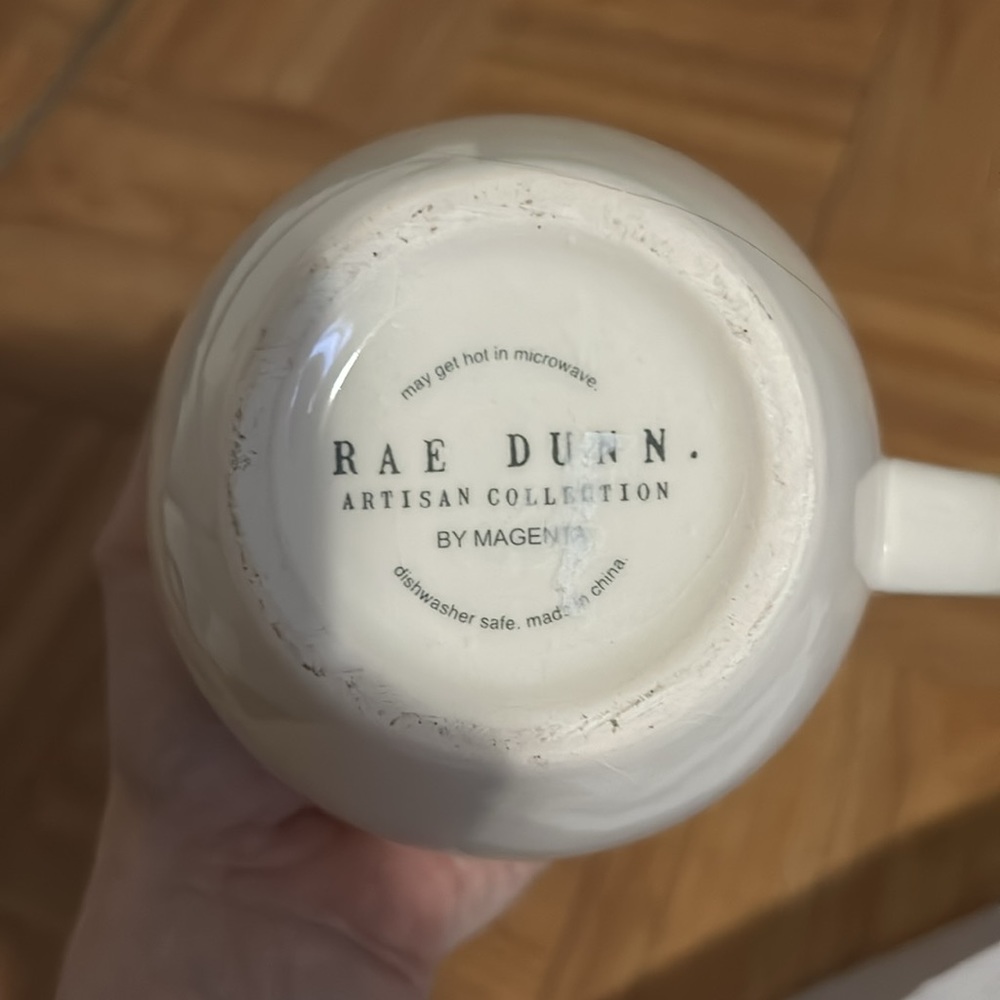 may get hot in microwave.
RAE DUNN.
ARTISAN COLLECTION
BY MAGENTA
dishwasher safe. made in china.